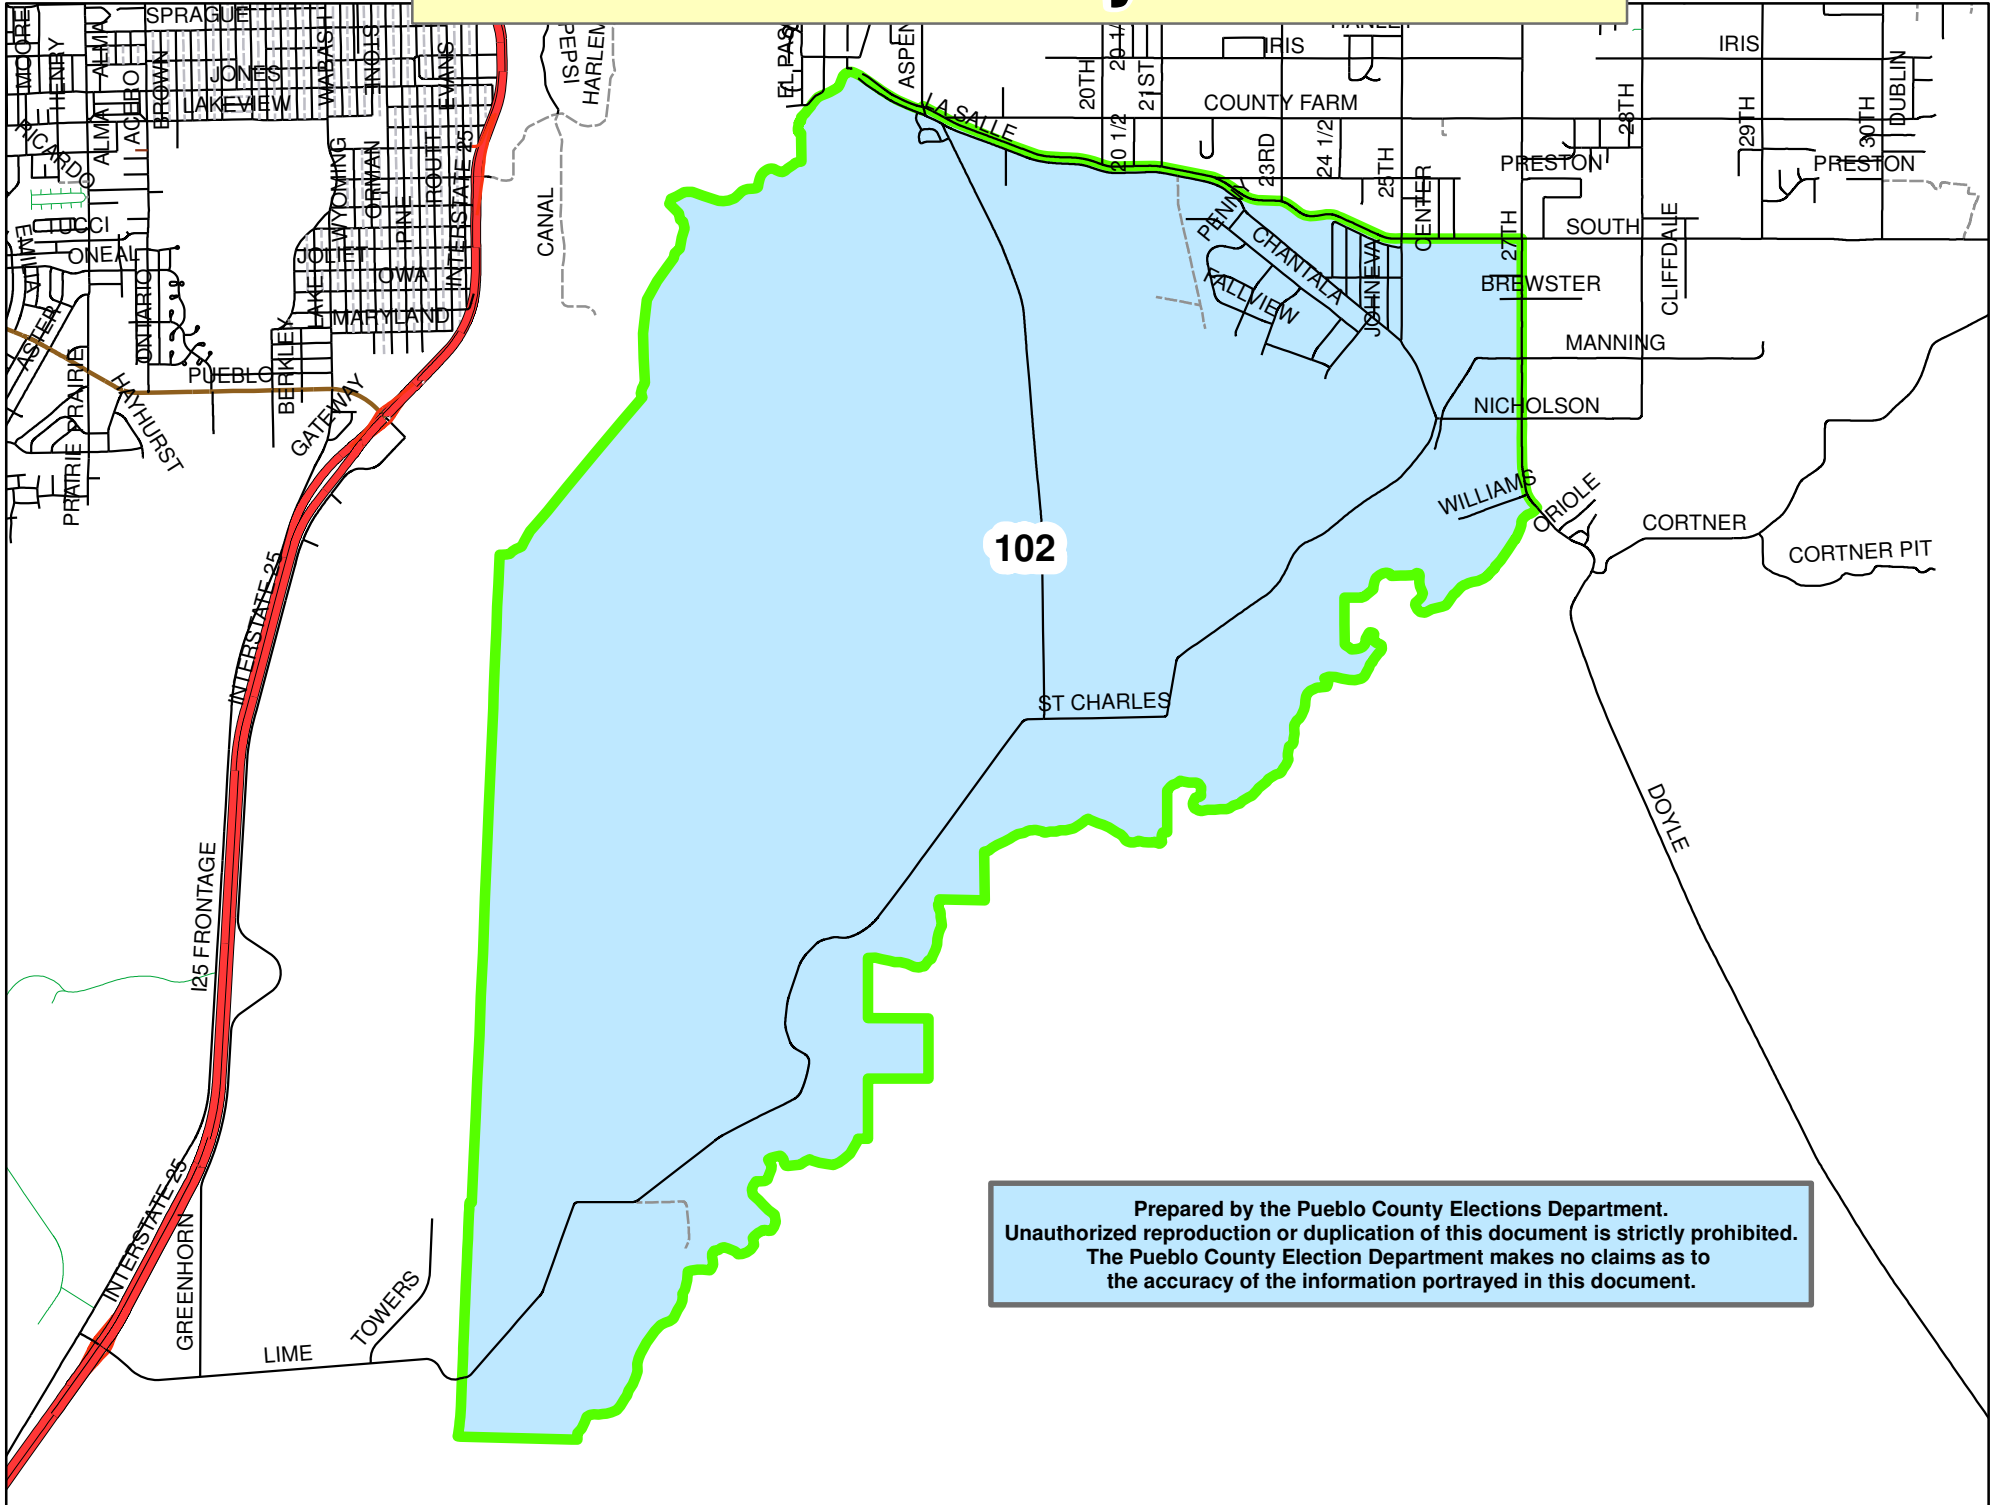 SPRAGUE
MOORE
HENRY
ALMA
ACERO
BROWN
JONES
LAKEVIEW
WABASH
STONE
EVANS
PEPSI
HARLEM
ASPEN
IRIS
IRIS
20TH
21ST
COUNTY FARM
28TH
29TH
30TH
DUBLIN
LA SALLE
RICARDO
ALMA
WYOMING
ORMAN
ROUTT
INTERSTATE 25
CANAL
20 1/2
23RD
24 1/2
25TH
CENTER
PRESTON
PRESTON
TUCCI
ONEAL
EMILIA
JOLIET
PINE
PENNY
CHANTALA
FALLVIEW
JOHNEVA
27TH
SOUTH
BREWSTER
CLIFFDALE
ONTARIO
LAKE
MARYLAND
ASTER
PUEBLO
BERKLEY
GATEWAY
PRAIRIE
PRAIRIE
HAYHURST
MANNING
NICHOLSON
WILLIAMS
ORIOLE
CORTNER
CORTNER PIT
102
INTERSTATE 25
ST CHARLES
DOYLE
I25 FRONTAGE
INTERSTATE 25
GREENHORN
LIME
TOWERS
Prepared by the Pueblo County Elections Department.
Unauthorized reproduction or duplication of this document is strictly prohibited.
The Pueblo County Election Department makes no claims as to
the accuracy of the information portrayed in this document.